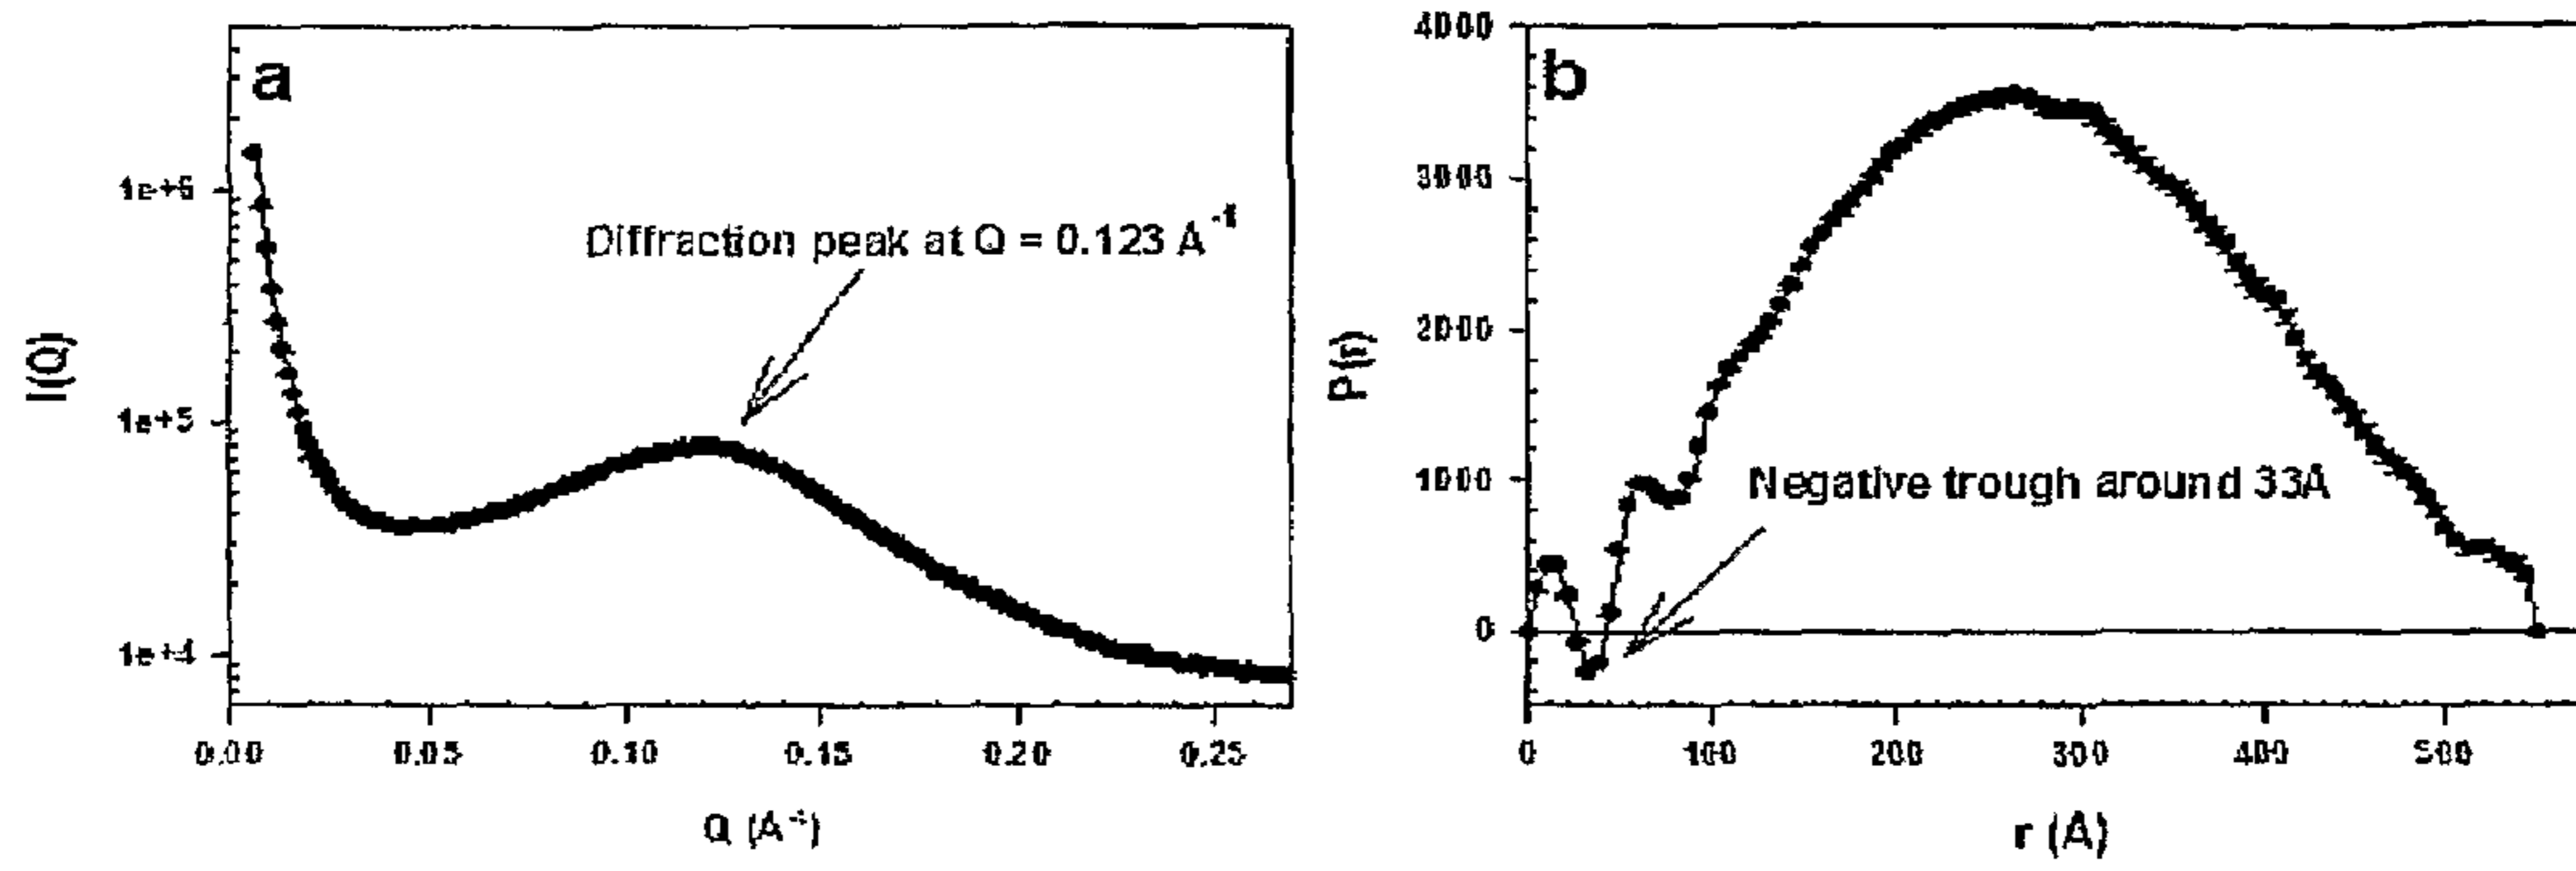 a
I(Q)
1e+6
1e+5
1e+4
Diffraction peak at Q = 0.123 A⁻¹
0.00 0.05 0.10 0.15 0.20 0.25
Q (A⁻¹)
b
P(r)
4000
3000
2000
1000
0
Negative trough around 33A
0 100 200 300 400 500
r (A)